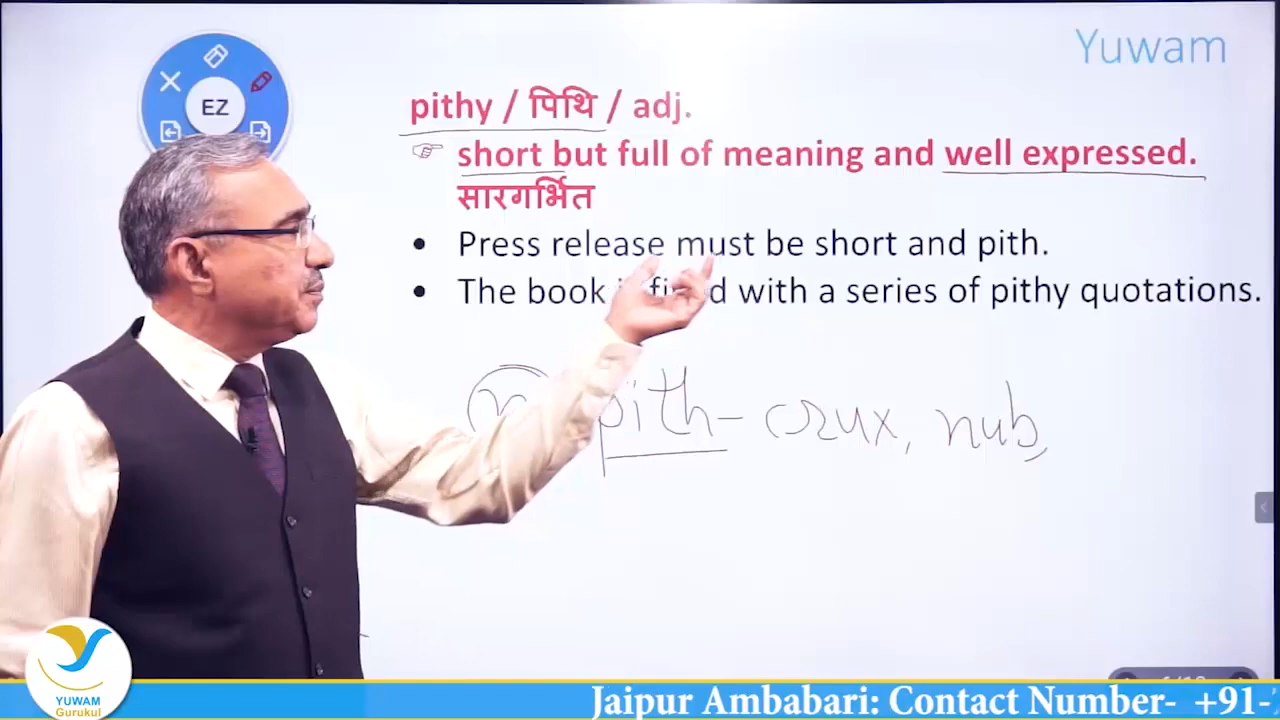 Yuwam
EZ
pithy / पिथि / adj.
☞ short but full of meaning and well expressed.
सारगर्भित
• Press release must be short and pith.
• The book with a series of pithy quotations.
pith - crux, nub,
YUWAM
Gurukul
Jaipur Ambabari: Contact Number- +91-